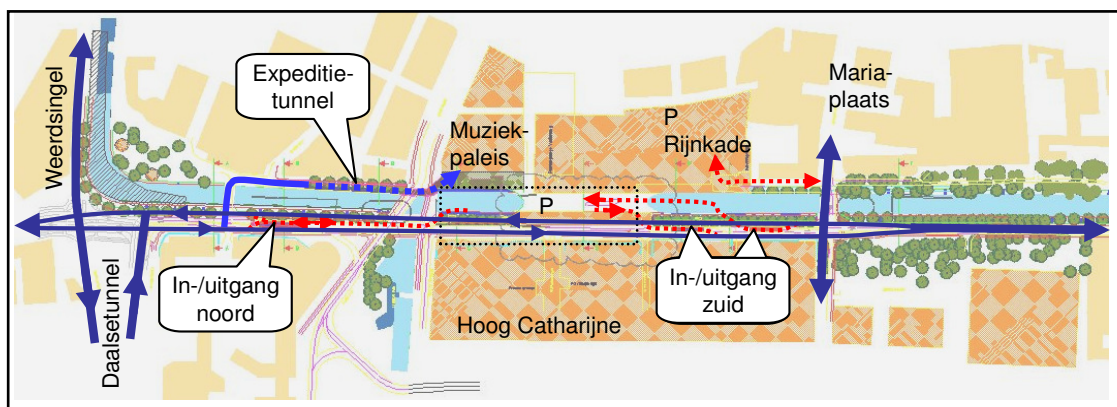 Weerdsingel
Expeditie-
tunnel
Muziek-
paleis
P
Rijnkade
Maria-
plaats
P
In-/uitgang
noord
In-/uitgang
zuid
Hoog Catharijne
Daalsetunnel